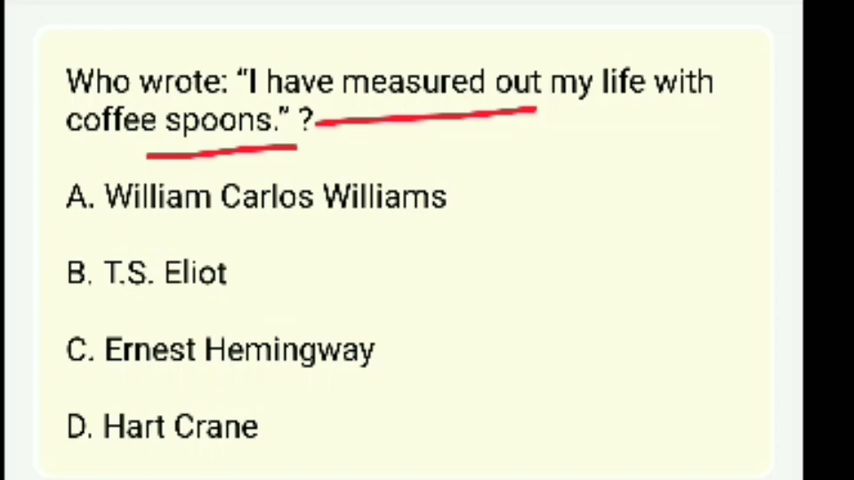 Who wrote: “I have measured out my life with
coffee spoons.” ?
A. William Carlos Williams
B. T.S. Eliot
C. Ernest Hemingway
D. Hart Crane